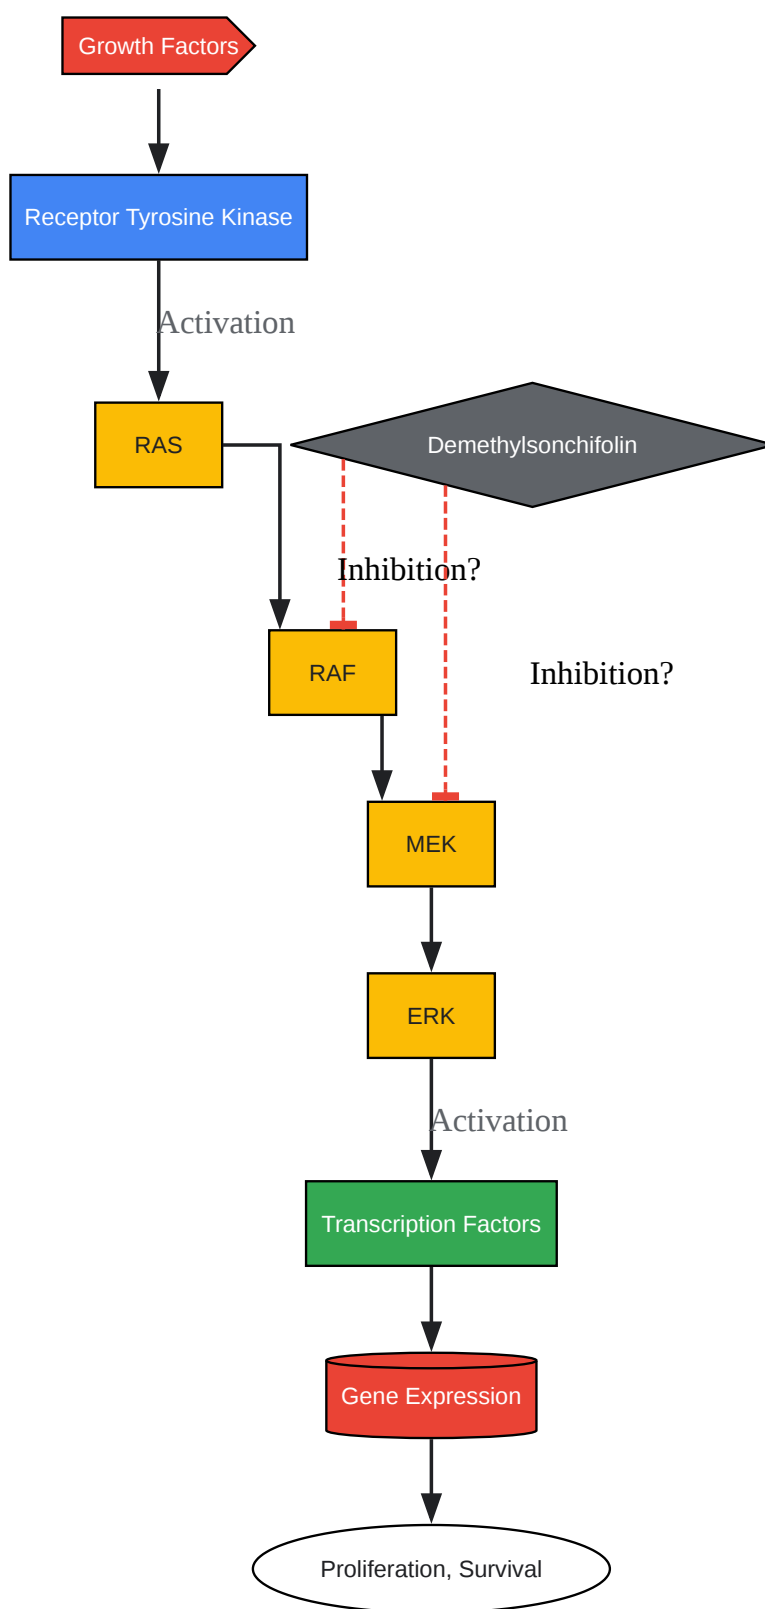 Growth Factors
Receptor Tyrosine Kinase
Activation
RAS
Demethylsonchifolin
Inhibition?
RAF
Inhibition?
MEK
ERK
Activation
Transcription Factors
Gene Expression
Proliferation, Survival